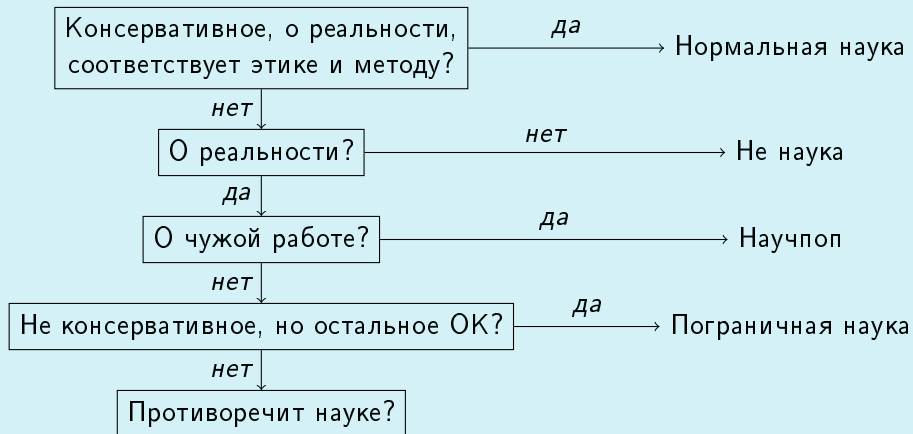 Консервативное, о реальности,
соответствует этике и методу?
да
Нормальная наука
нет
О реальности?
нет
Не наука
да
О чужой работе?
да
Научпоп
нет
Не консервативное, но остальное ОК?
да
Пограничная наука
нет
Противоречит науке?